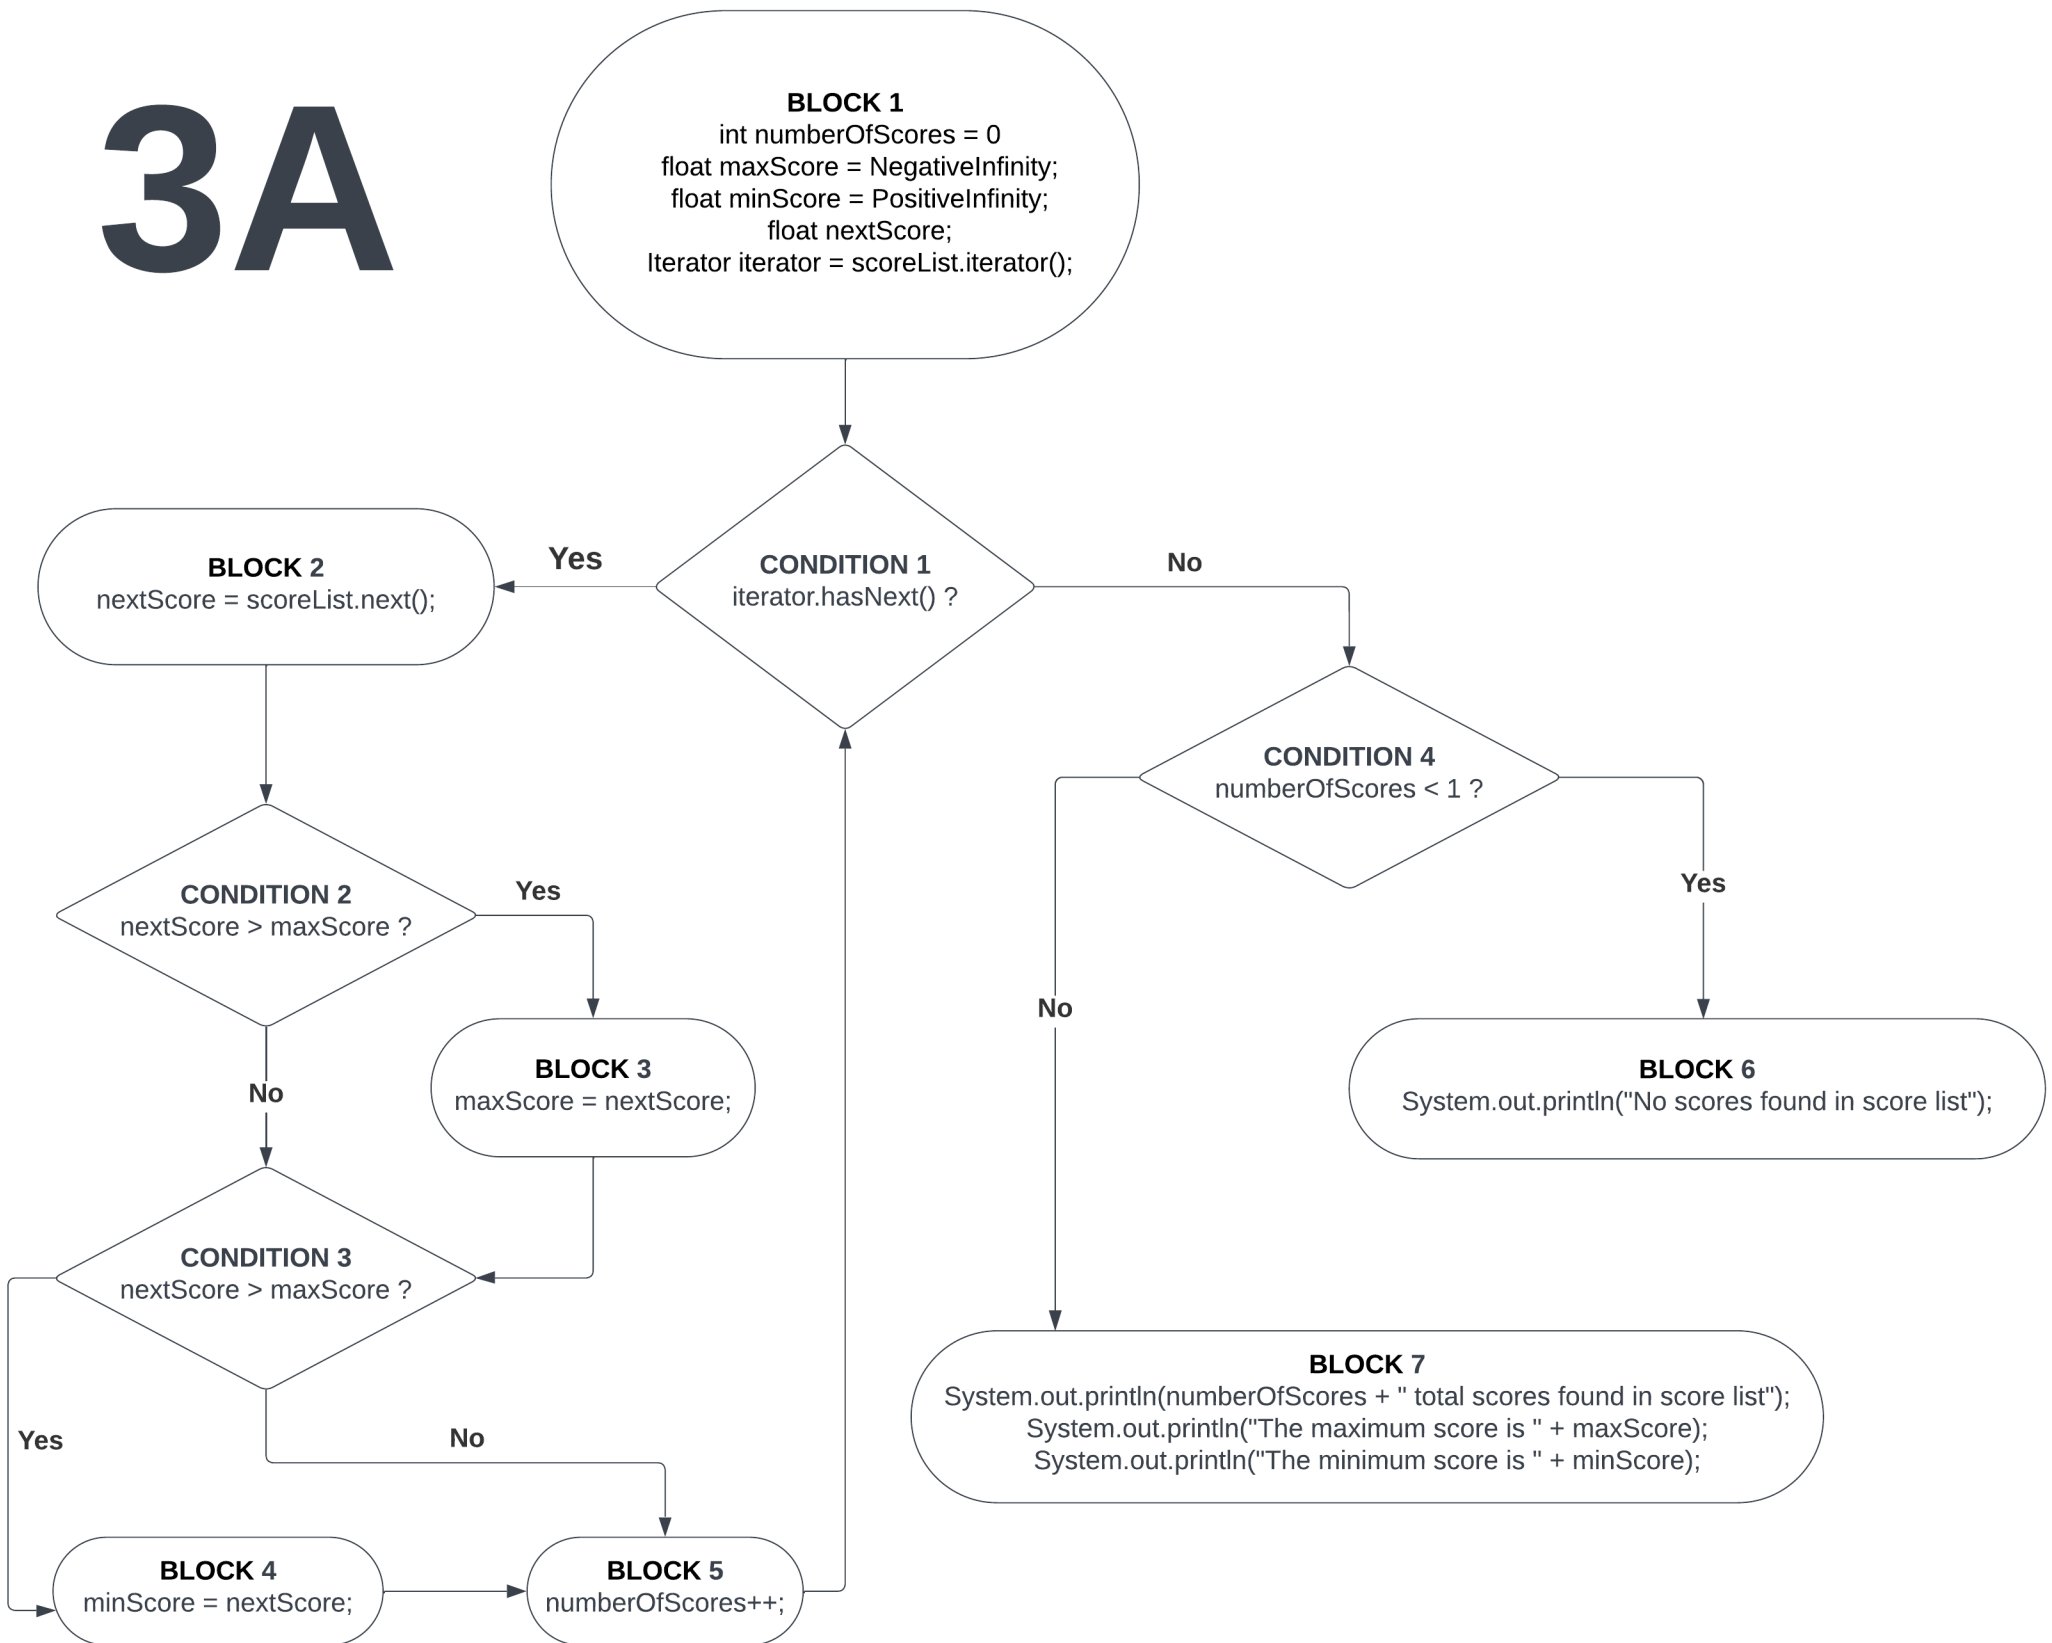 3A
BLOCK 1
int numberOfScores = 0
float maxScore = NegativeInfinity;
float minScore = PositiveInfinity;
float nextScore;
Iterator iterator = scoreList.iterator();
CONDITION 1
iterator.hasNext() ?
Yes
No
BLOCK 2
nextScore = scoreList.next();
CONDITION 2
nextScore > maxScore ?
Yes
No
BLOCK 3
maxScore = nextScore;
CONDITION 3
nextScore > maxScore ?
Yes
No
BLOCK 4
minScore = nextScore;
BLOCK 5
numberOfScores++;
CONDITION 4
numberOfScores < 1 ?
Yes
No
BLOCK 6
System.out.println("No scores found in score list");
BLOCK 7
System.out.println(numberOfScores + " total scores found in score list");
System.out.println("The maximum score is " + maxScore);
System.out.println("The minimum score is " + minScore);